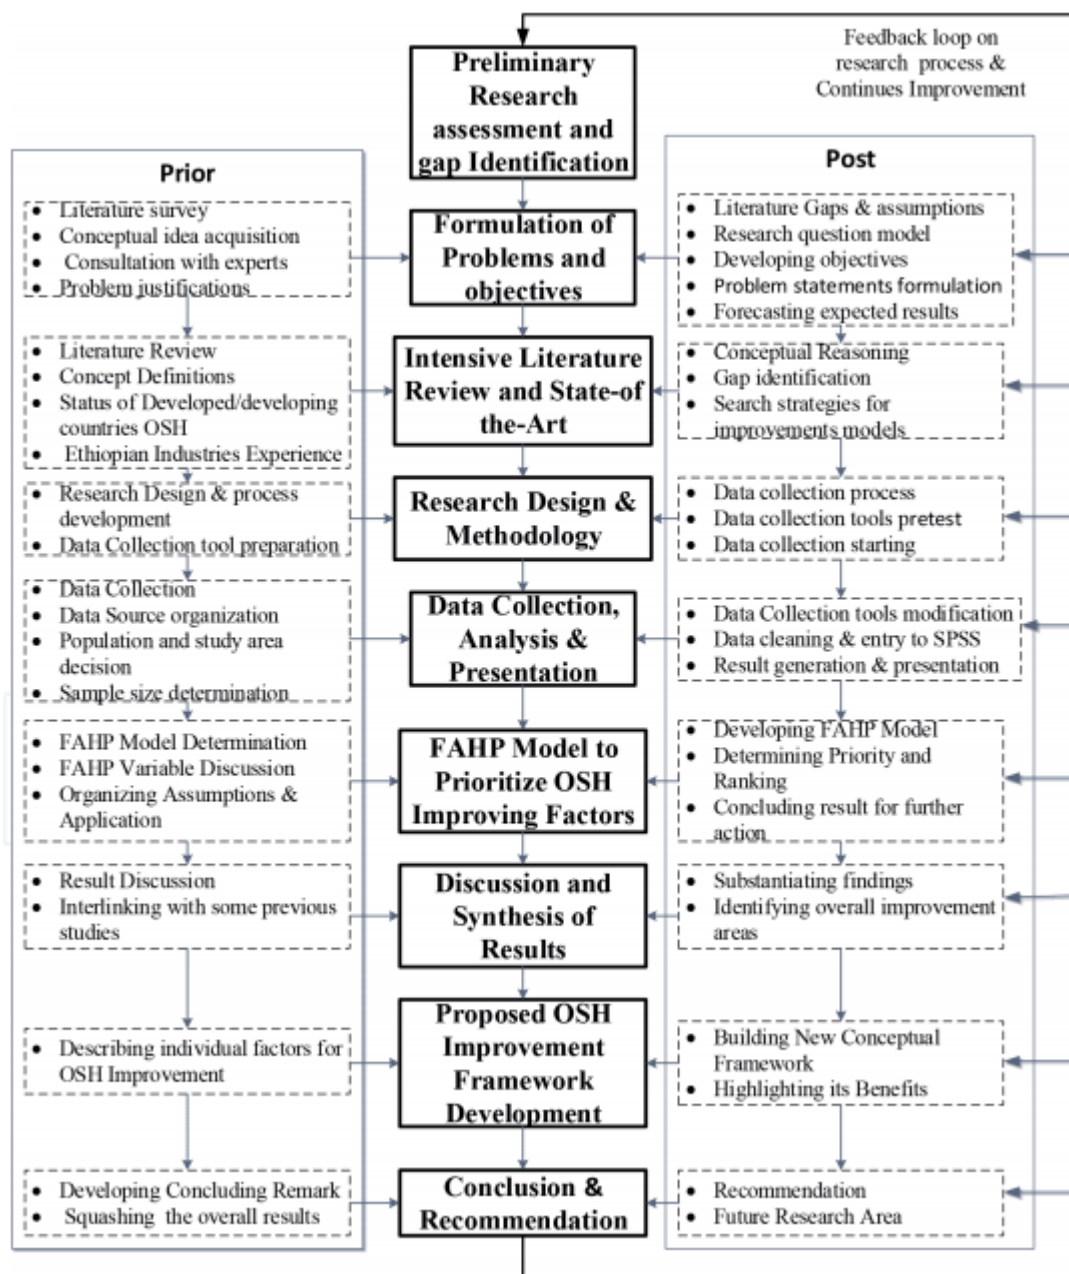 Feedback loop on
research process &
Continues Improvement
Preliminary
Research
assessment and
gap Identification
Prior
Literature survey
Conceptual idea acquisition
Consultation with experts
Problem justifications
Literature Review
Concept Definitions
Status of Developed/developing
countries OSH
Ethiopian Industries Experience
Research Design & process
development
Data Collection tool preparation
Data Collection
Data Source organization
Population and study area
decision
Sample size determination
FAHP Model Determination
FAHP Variable Discussion
Organizing Assumptions &
Application
Result Discussion
Interlinking with some previous
studies
Describing individual factors for
OSH Improvement
Developing Concluding Remark
Squashing the overall results
Formulation of
Problems and
objectives
Intensive Literature
Review and State-of
the-Art
Research Design &
Methodology
Data Collection,
Analysis &
Presentation
FAHP Model to
Prioritize OSH
Improving Factors
Discussion and
Synthesis of
Results
Proposed OSH
Improvement
Framework
Development
Conclusion &
Recommendation
Post
Literature Gaps & assumptions
Research question model
Developing objectives
Problem statements formulation
Forecasting expected results
Conceptual Reasoning
Gap identification
Search strategies for
improvements models
Data collection process
Data collection tools pretest
Data collection starting
Data Collection tools modification
Data cleaning & entry to SPSS
Result generation & presentation
Developing FAHP Model
Determining Priority and
Ranking
Concluding result for further
action
Substantiating findings
Identifying overall improvement
areas
Building New Conceptual
Framework
Highlighting its Benefits
Recommendation
Future Research Area